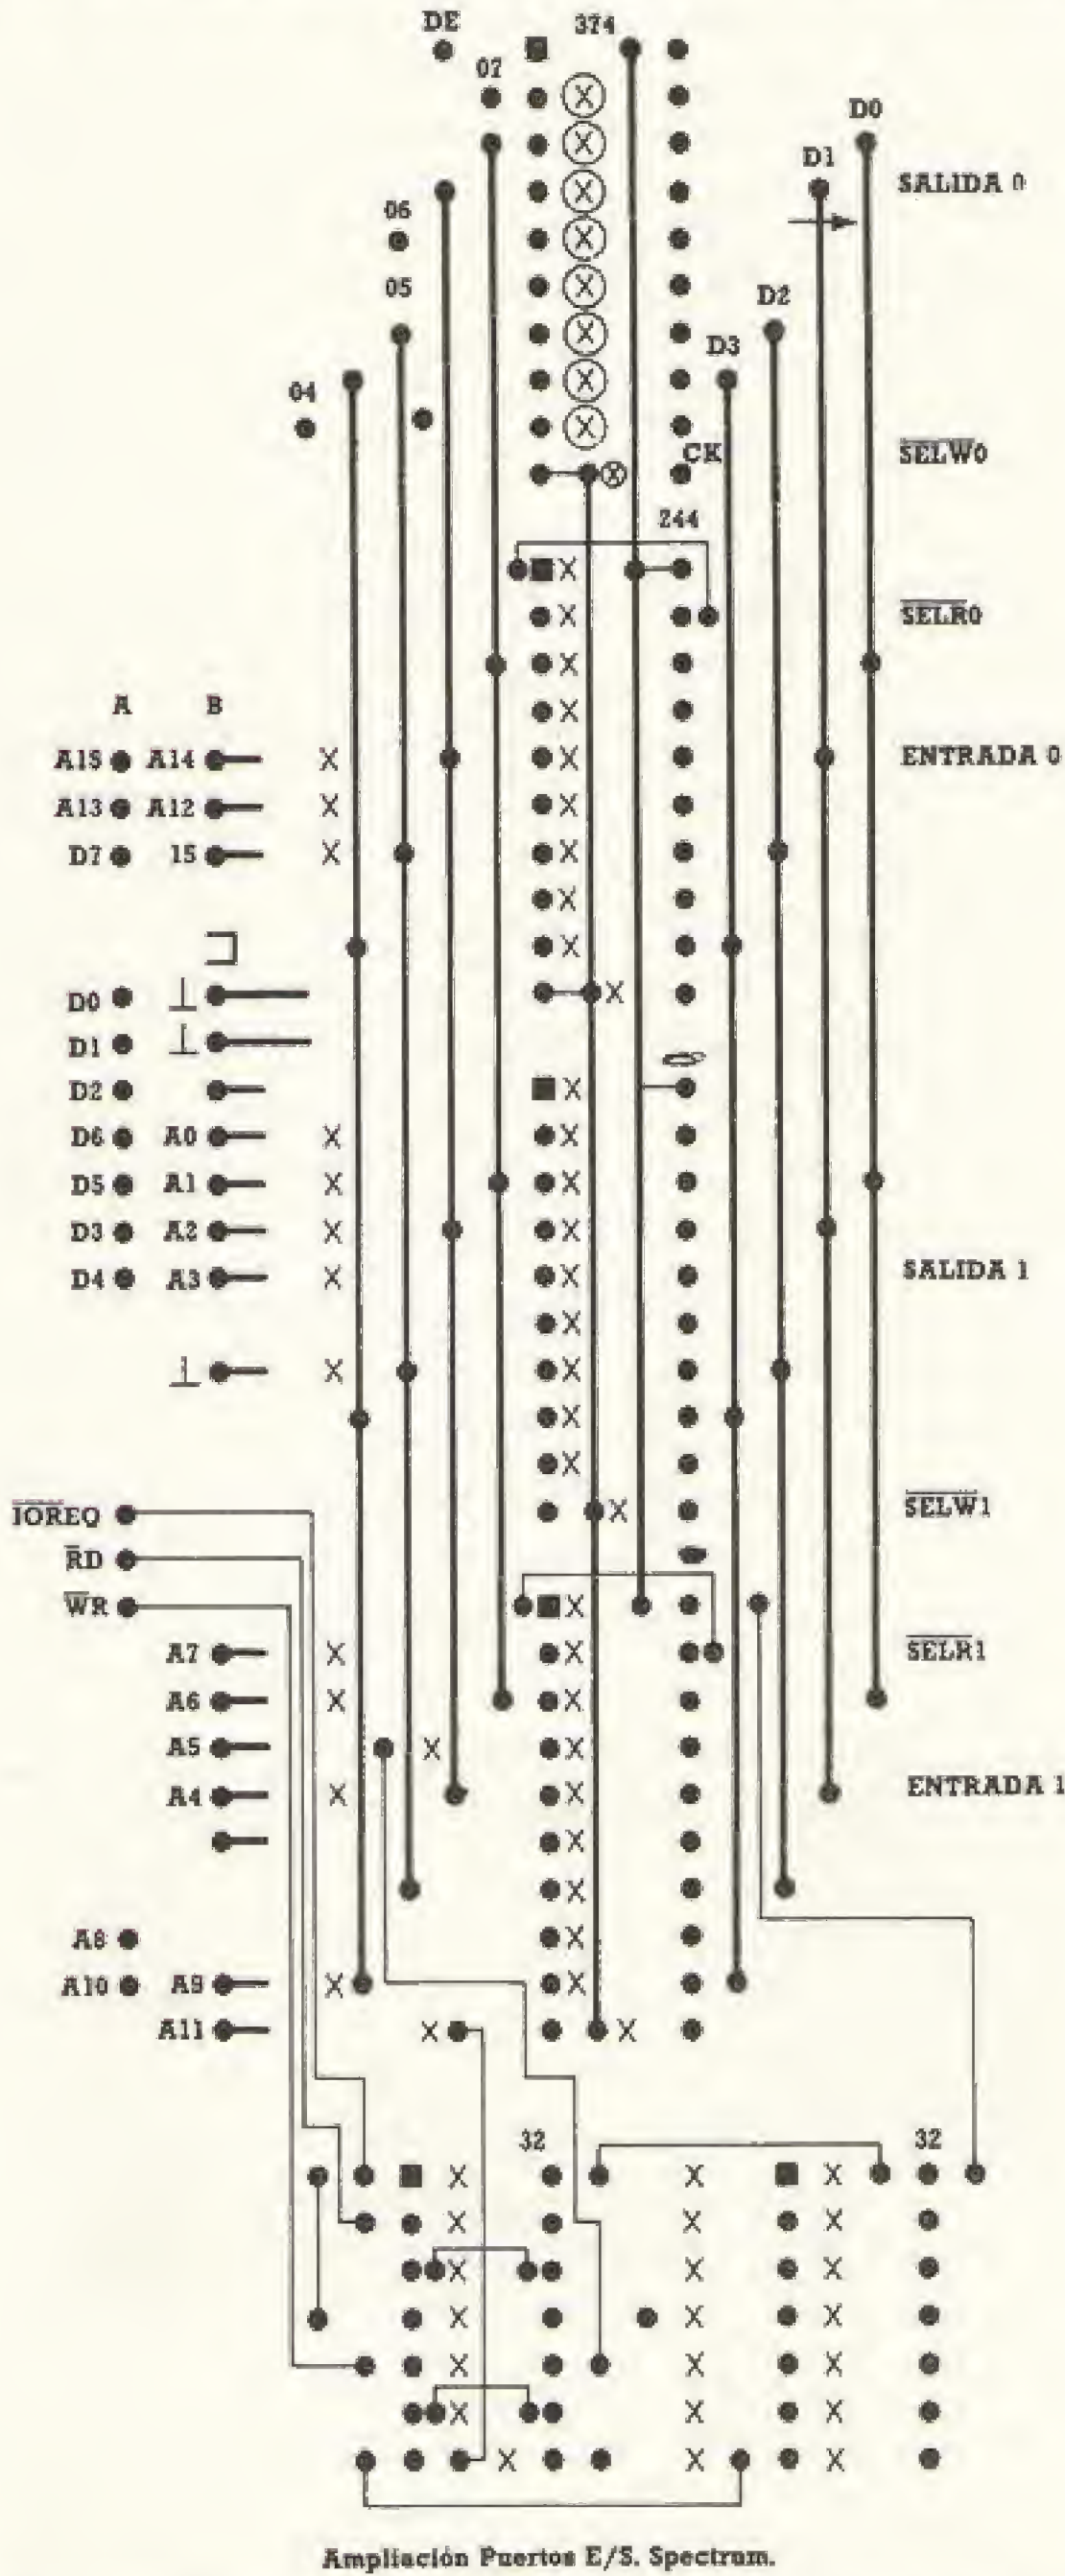 DE
374
07
D0
D1
SALIDA 0
06
05
D2
D3
04
CK
SELW0
244
SELR0
A B
A15 A14 X
ENTRADA 0
A13 A12 X
D7 15 X
D0 ⊥
D1 ⊥
D2
D6 A0 X
D5 A1 X
D3 A2 X
D4 A3 X
SALIDA 1
⊥ X
IOREQ
SELW1
RD
WR
A7 X
SELR1
A6 X
A5 X
A4 X
ENTRADA 1
A8
A10 A9 X
A11 X
32 32
Ampliación Puertos E/S. Spectrum.